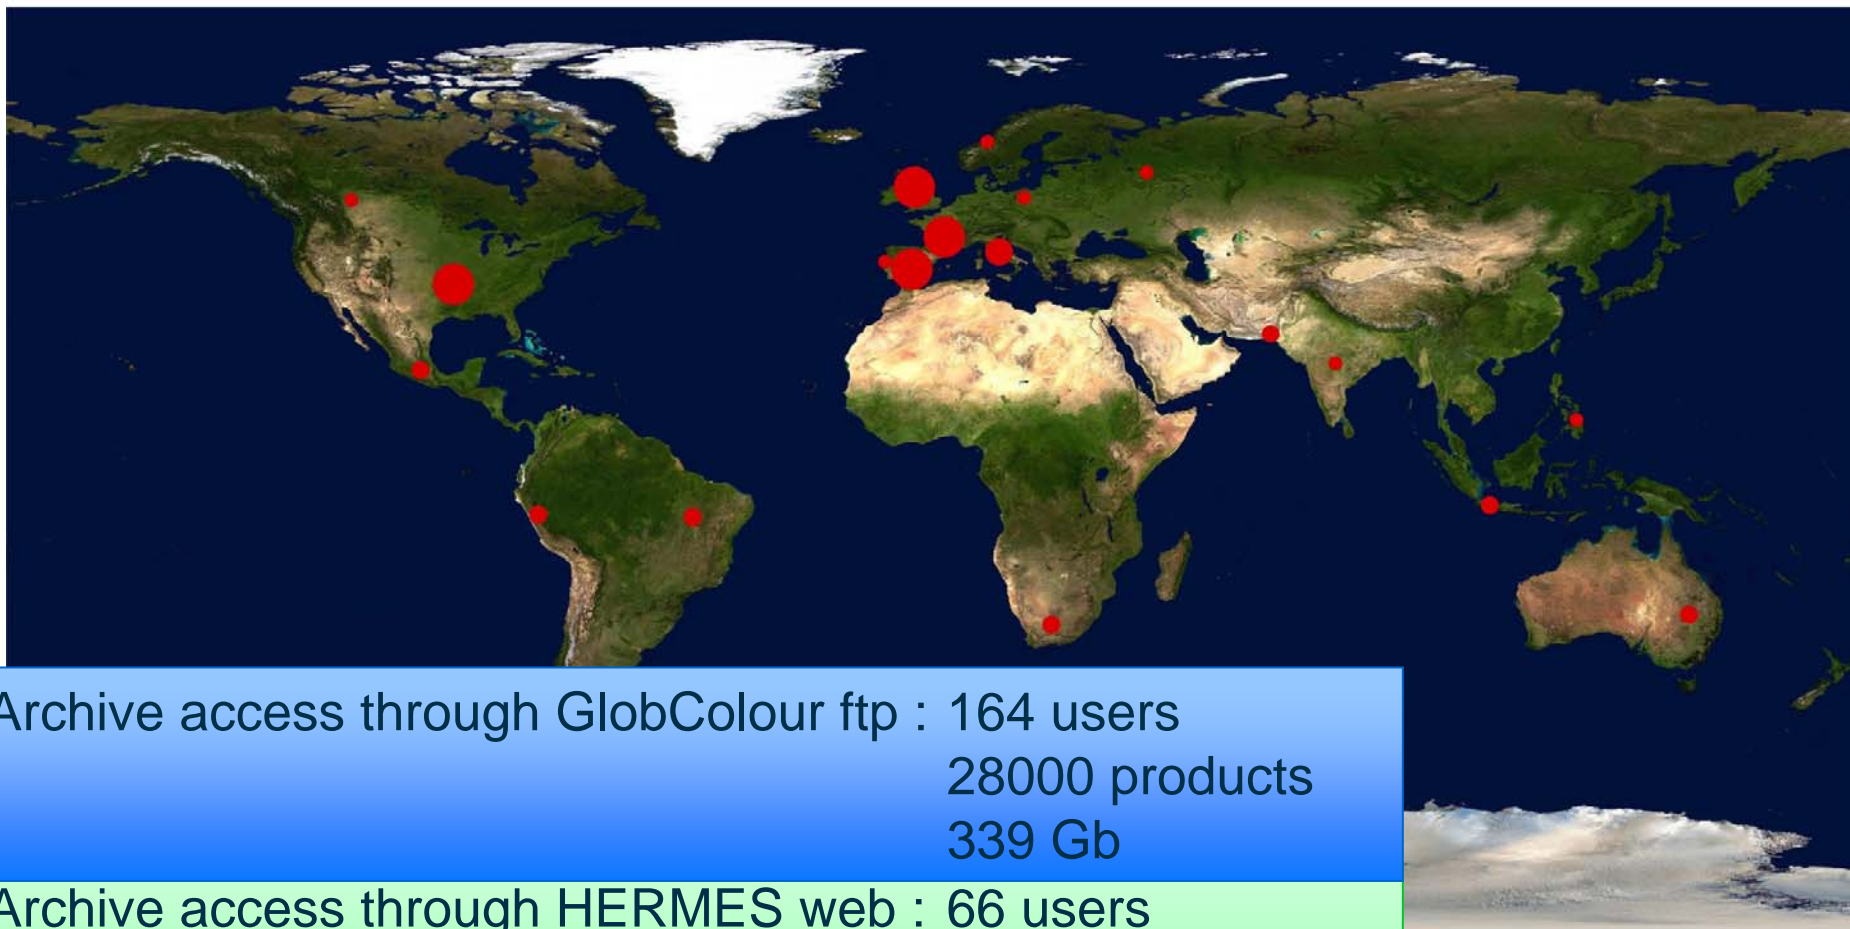 Archive access through GlobColour ftp : 164 users
28000 products
339 Gb
Archive access through HERMES web : 66 users